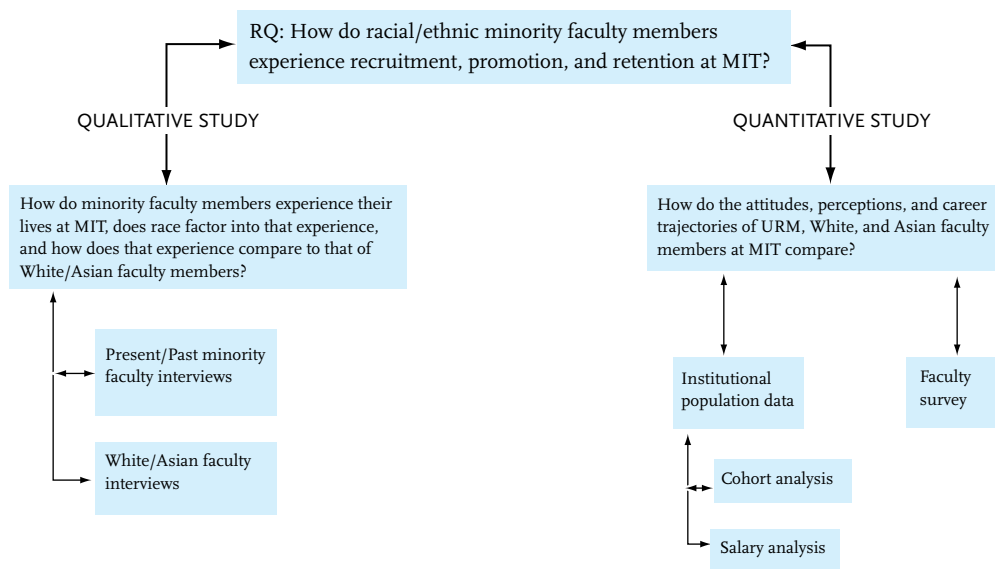 RQ: How do racial/ethnic minority faculty members
experience recruitment, promotion, and retention at MIT?
QUALITATIVE STUDY
How do minority faculty members experience their
lives at MIT, does race factor into that experience,
and how does that experience compare to that of
White/Asian faculty members?
Present/Past minority
faculty interviews
White/Asian faculty
interviews
QUANTITATIVE STUDY
How do the attitudes, perceptions, and career
trajectories of URM, White, and Asian faculty
members at MIT compare?
Institutional
population data
Cohort analysis
Salary analysis
Faculty
survey